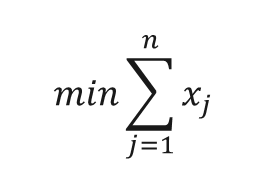 min ∑_{j=1}^{n} x_j